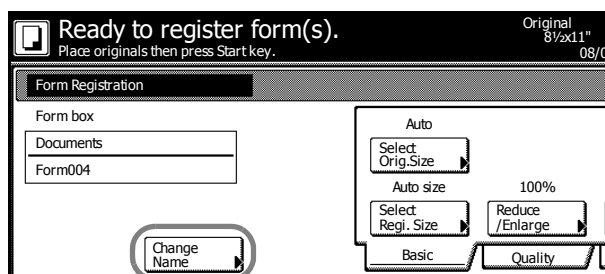 Ready to register form(s).
Place originals then press Start key.
Original
8½x11"
08/0
Form Registration
Form box
Documents
Form004
Change
Name
Auto
Select
Orig.Size
Auto size
Select
Regi. Size
100%
Reduce
/Enlarge
Basic
Quality